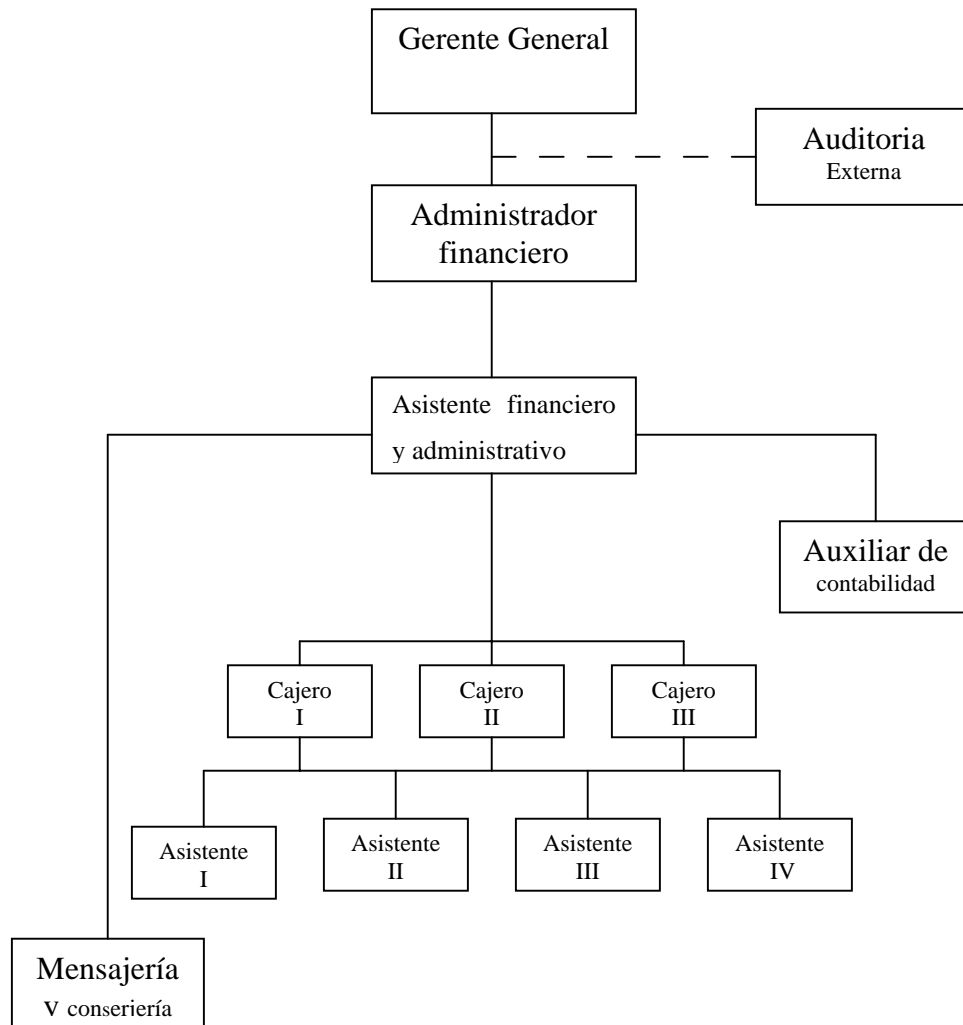 Gerente General
Auditoria
Externa
Administrador
financiero
Asistente financiero
y administrativo
Auxiliar de
contabilidad
Cajero
I
Cajero
II
Cajero
III
Asistente
I
Asistente
II
Asistente
III
Asistente
IV
Mensajería
y conserjería